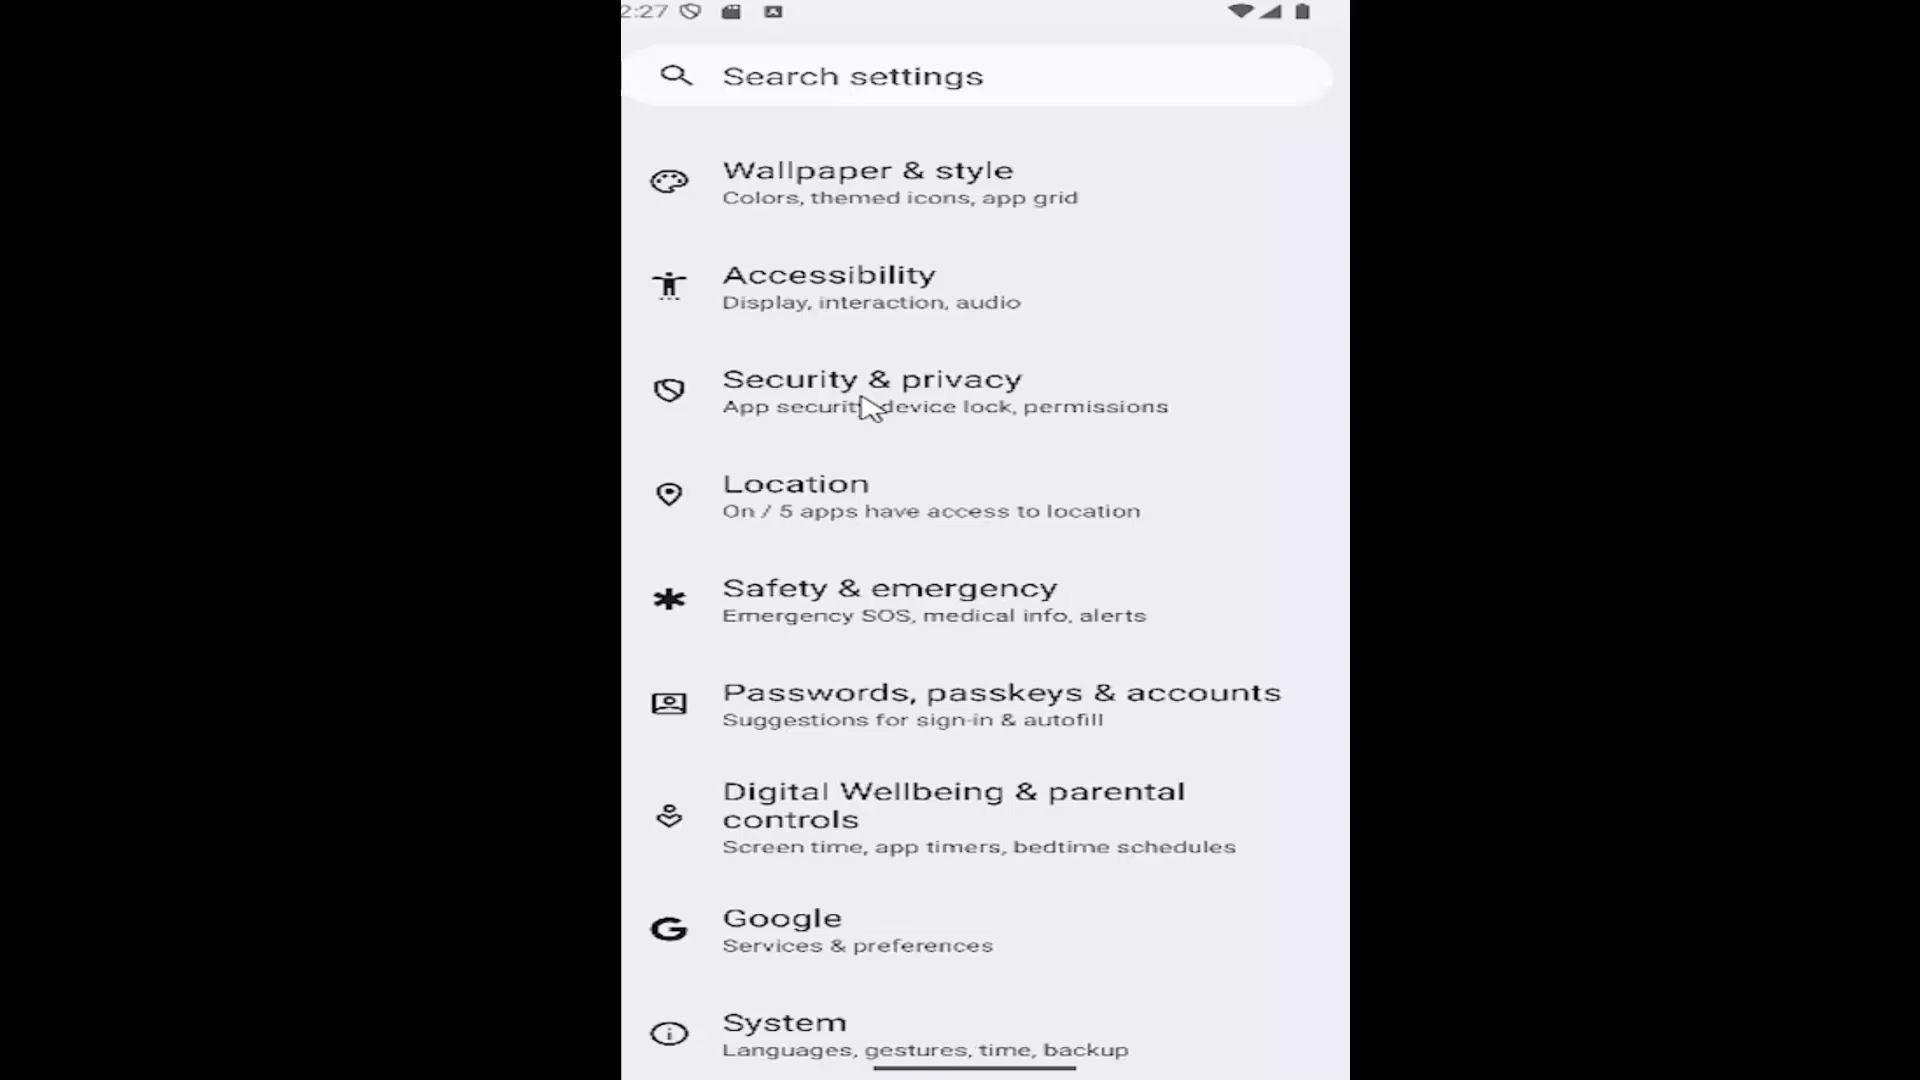 2:27
Search settings
Wallpaper & style
Colors, themed icons, app grid
Accessibility
Display, interaction, audio
Security & privacy
App security device lock, permissions
Location
On / 5 apps have access to location
Safety & emergency
Emergency SOS, medical info, alerts
Passwords, passkeys & accounts
Suggestions for sign-in & autofill
Digital Wellbeing & parental
controls
Screen time, app timers, bedtime schedules
Google
Services & preferences
System
Languages, gestures, time, backup